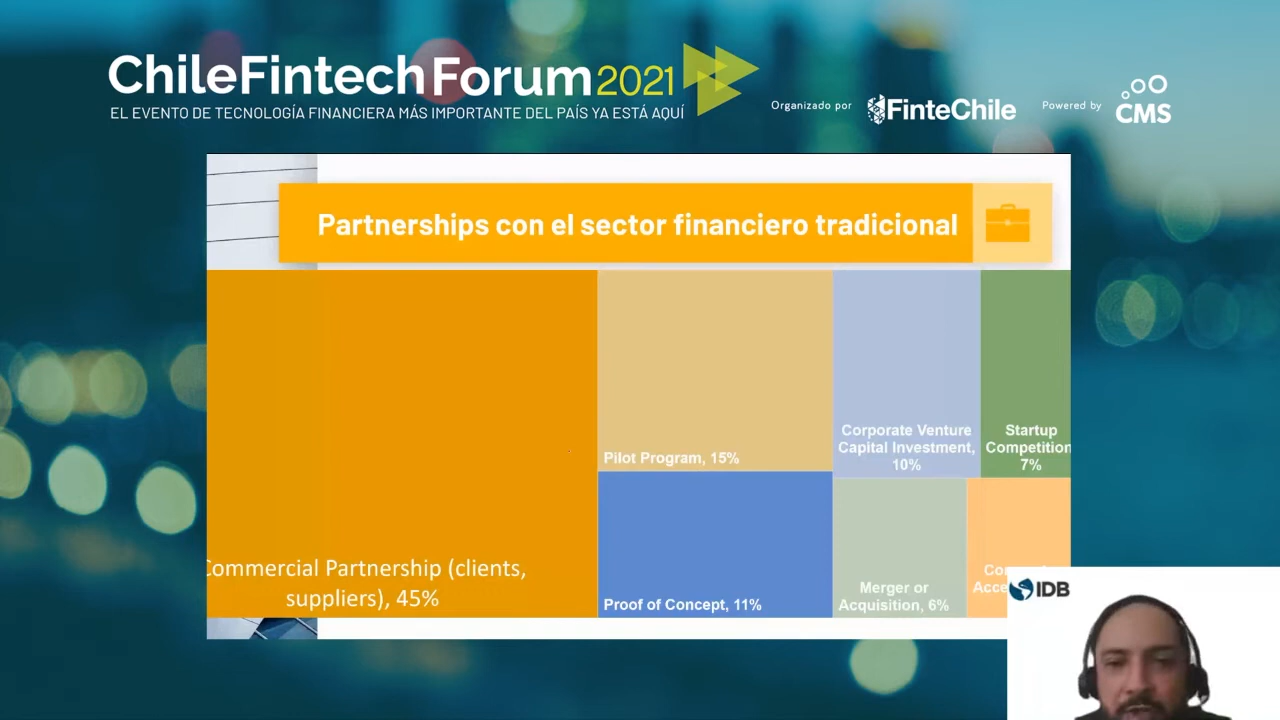 ChileFintechForum2021
EL EVENTO DE TECNOLOGÍA FINANCIERA MÁS IMPORTANTE DEL PAÍS YA ESTÁ AQUÍ
Organizado por
FinteChile
Powered by
CMS
Partnerships con el sector financiero tradicional
Commercial Partnership (clients,
suppliers), 45%
Pilot Program, 15%
Proof of Concept, 11%
Corporate Venture
Capital Investment,
10%
Startup
Competition
7%
Merger or
Acquisition, 6%
IDB